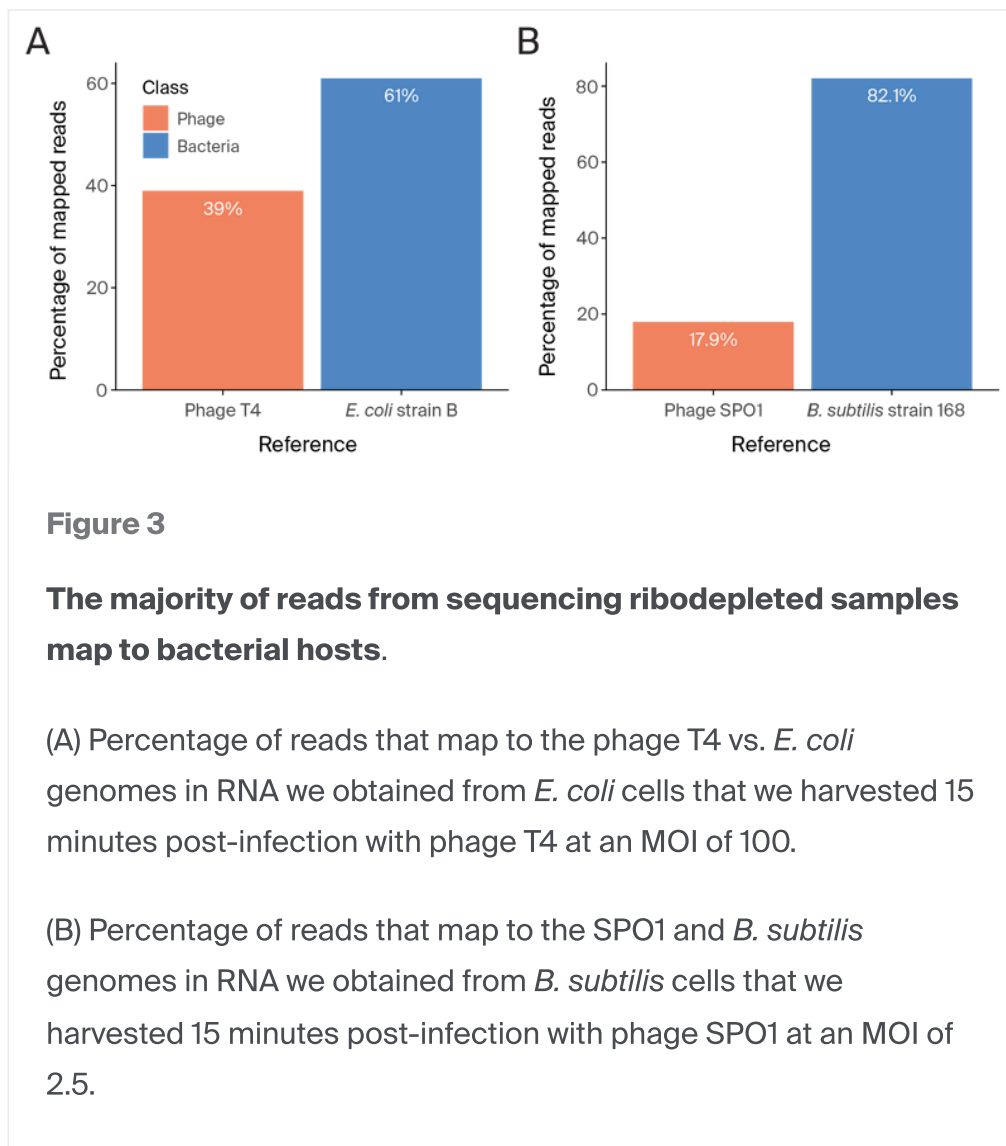 A
B
60
40
20
0
Percentage of mapped reads
Class
Phage
Bacteria
39%
61%
Phage T4
E. coli strain B
Reference
80
60
40
20
0
Percentage of mapped reads
17.9%
82.1%
Phage SPO1
B. subtilis strain 168
Reference
Figure 3
The majority of reads from sequencing ribodepleted samples
map to bacterial hosts.
(A) Percentage of reads that map to the phage T4 vs. E. coli
genomes in RNA we obtained from E. coli cells that we harvested 15
minutes post-infection with phage T4 at an MOI of 100.
(B) Percentage of reads that map to the SPO1 and B. subtilis
genomes in RNA we obtained from B. subtilis cells that we
harvested 15 minutes post-infection with phage SPO1 at an MOI of
2.5.